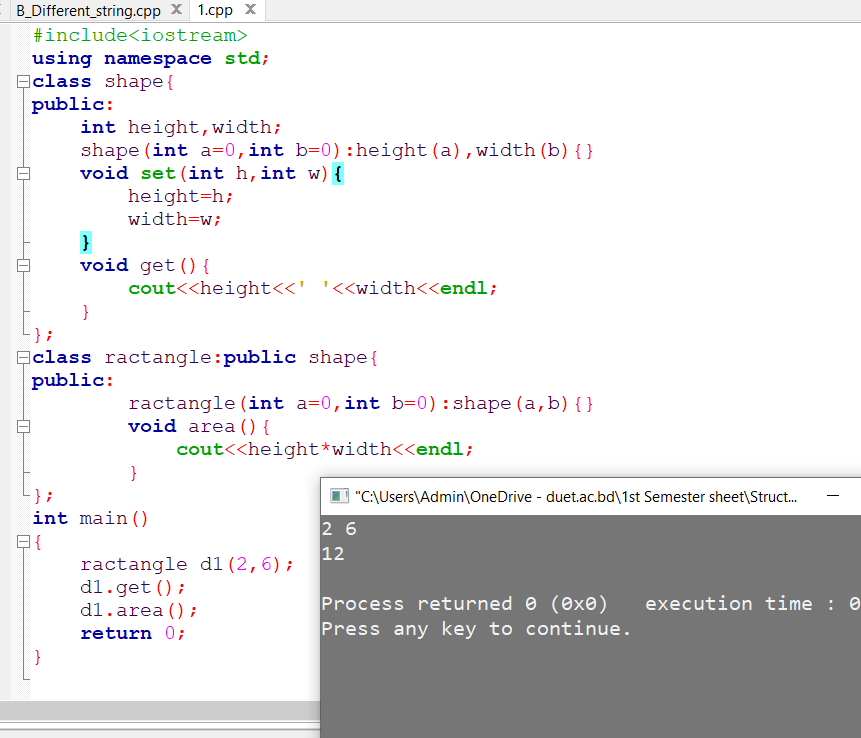 B_Different_string.cpp X 1.cpp X
#include<iostream>
using namespace std;
class shape{
public:
    int height,width;
    shape(int a=0,int b=0):height(a),width(b){}
    void set(int h,int w){
        height=h;
        width=w;
    }
    void get(){
        cout<<height<<' '<<width<<endl;
    }
};
class ractangle:public shape{
public:
        ractangle(int a=0,int b=0):shape(a,b){}
        void area(){
            cout<<height*width<<endl;
        }
};
int main()
{
    ractangle d1(2,6);
    d1.get();
    d1.area();
    return 0;
}
"C:\Users\Admin\OneDrive - duet.ac.bd\1st Semester sheet\Struct...
2 6
12
Process returned 0 (0x0)   execution time : 0
Press any key to continue.